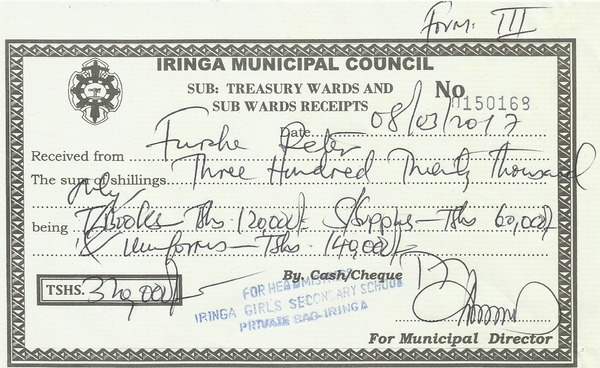 Form: III
IRINGA MUNICIPAL COUNCIL
SUB: TREASURY WARDS AND
SUB WARDS RECEIPTS
No 0150168
Date 08/03/2017
Received from Furaha Peter
The sum of shillings Three Hundred Twenty thousand
only
being T/Books – Tshs. 120,000/= S/supplies – Tshs 60,000/=
& Uniforms – Tshs. 140,000/=
TSHS. 320,000/=
By. Cash/Cheque
FOR HEADMISTRESS
IRINGA GIRLS SECONDARY SCHOOL
PRIVATE BAG-IRINGA
For Municipal Director